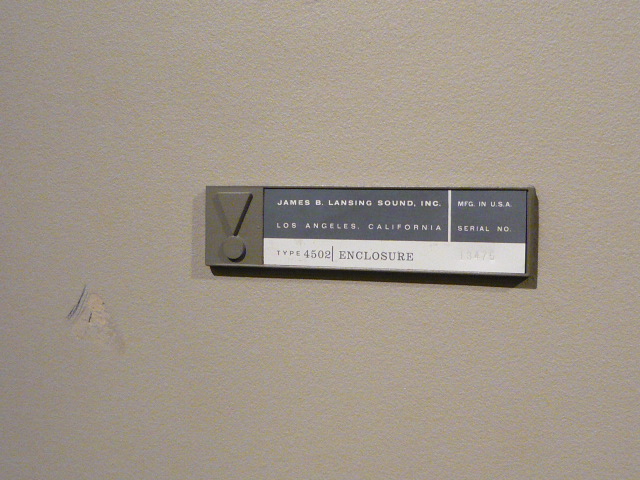 JAMES B. LANSING SOUND, INC. MFG. IN U.S.A.
LOS ANGELES, CALIFORNIA SERIAL NO.
TYPE 4502 ENCLOSURE